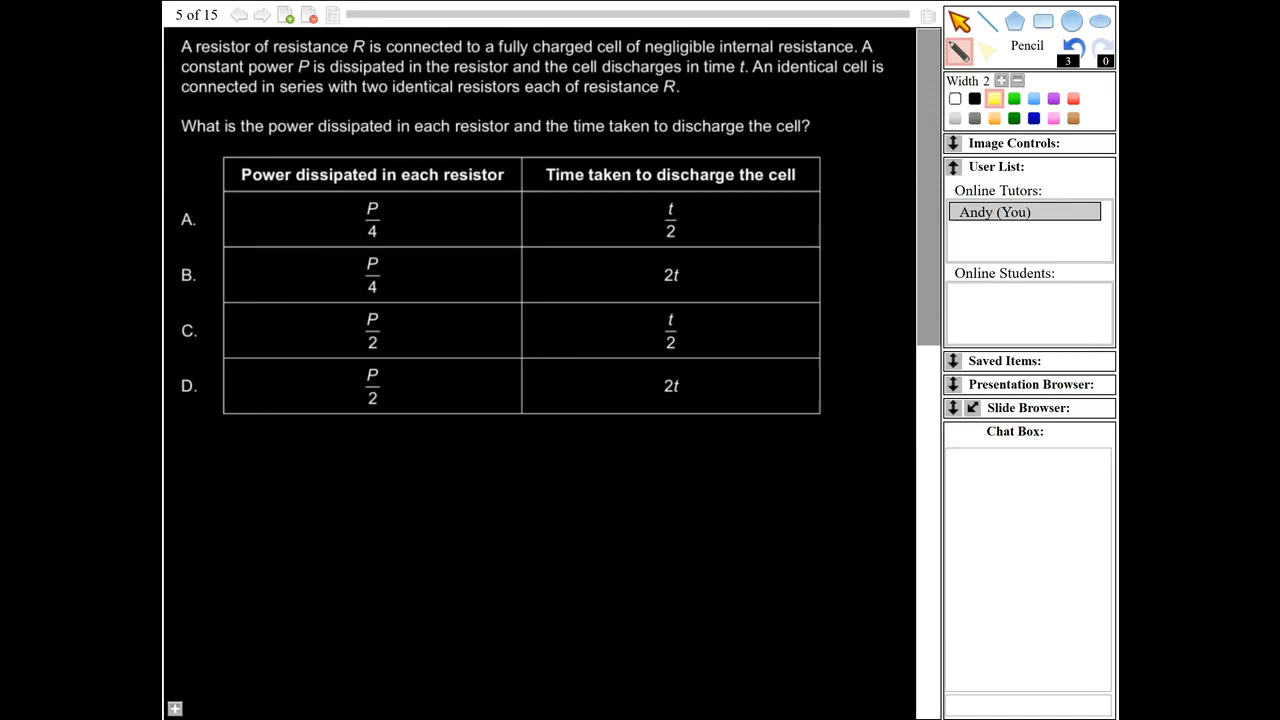 5 of 15
A resistor of resistance R is connected to a fully charged cell of negligible internal resistance. A
constant power P is dissipated in the resistor and the cell discharges in time t. An identical cell is
connected in series with two identical resistors each of resistance R.
What is the power dissipated in each resistor and the time taken to discharge the cell?
Power dissipated in each resistor Time taken to discharge the cell
A. P/4 t/2
B. P/4 2t
C. P/2 t/2
D. P/2 2t
Pencil
3 0
Width 2
Image Controls:
User List:
Online Tutors:
Andy (You)
Online Students:
Saved Items:
Presentation Browser:
Slide Browser:
Chat Box: